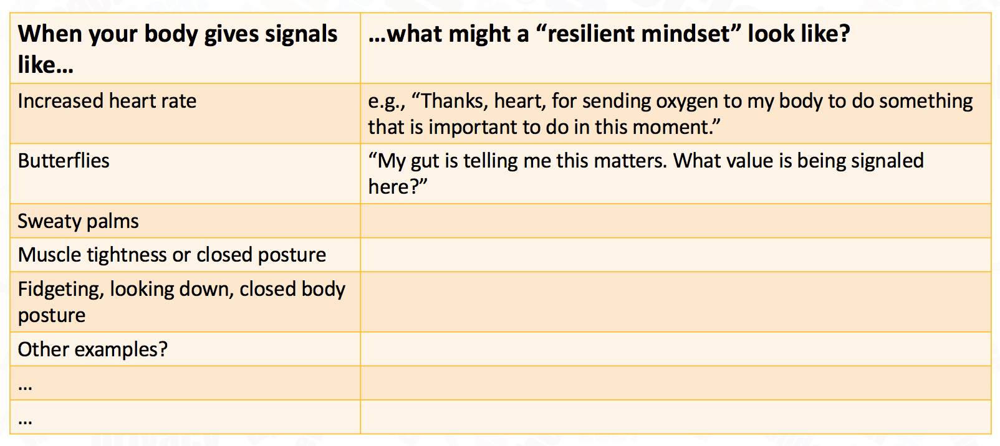 When your body gives signals
like...
...what might a “resilient mindset” look like?
Increased heart rate
e.g., “Thanks, heart, for sending oxygen to my body to do something
that is important to do in this moment.”
Butterflies
“My gut is telling me this matters. What value is being signaled
here?”
Sweaty palms
Muscle tightness or closed posture
Fidgeting, looking down, closed body
posture
Other examples?
...
...